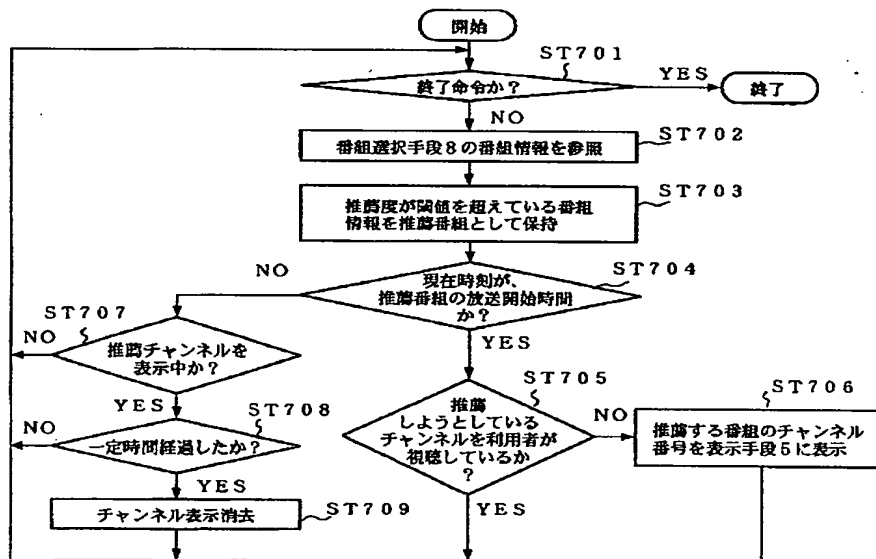 開始
ST701
終了命令か？
YES
終了
NO
ST702
番組選択手段８の番組情報を参照
ST703
推薦度が閾値を超えている番組
情報を推薦番組として保持
NO
ST704
現在時刻が、
推薦番組の放送開始時間
か？
ST707
NO
推薦チャンネルを
表示中か？
YES
YES
ST705
推薦
しようとしている
チャンネルを利用者が
視聴しているか
？
NO
ST706
推薦する番組のチャンネル
番号を表示手段５に表示
ST708
NO
一定時間経過したか？
YES
ST709
チャンネル表示消去
YES